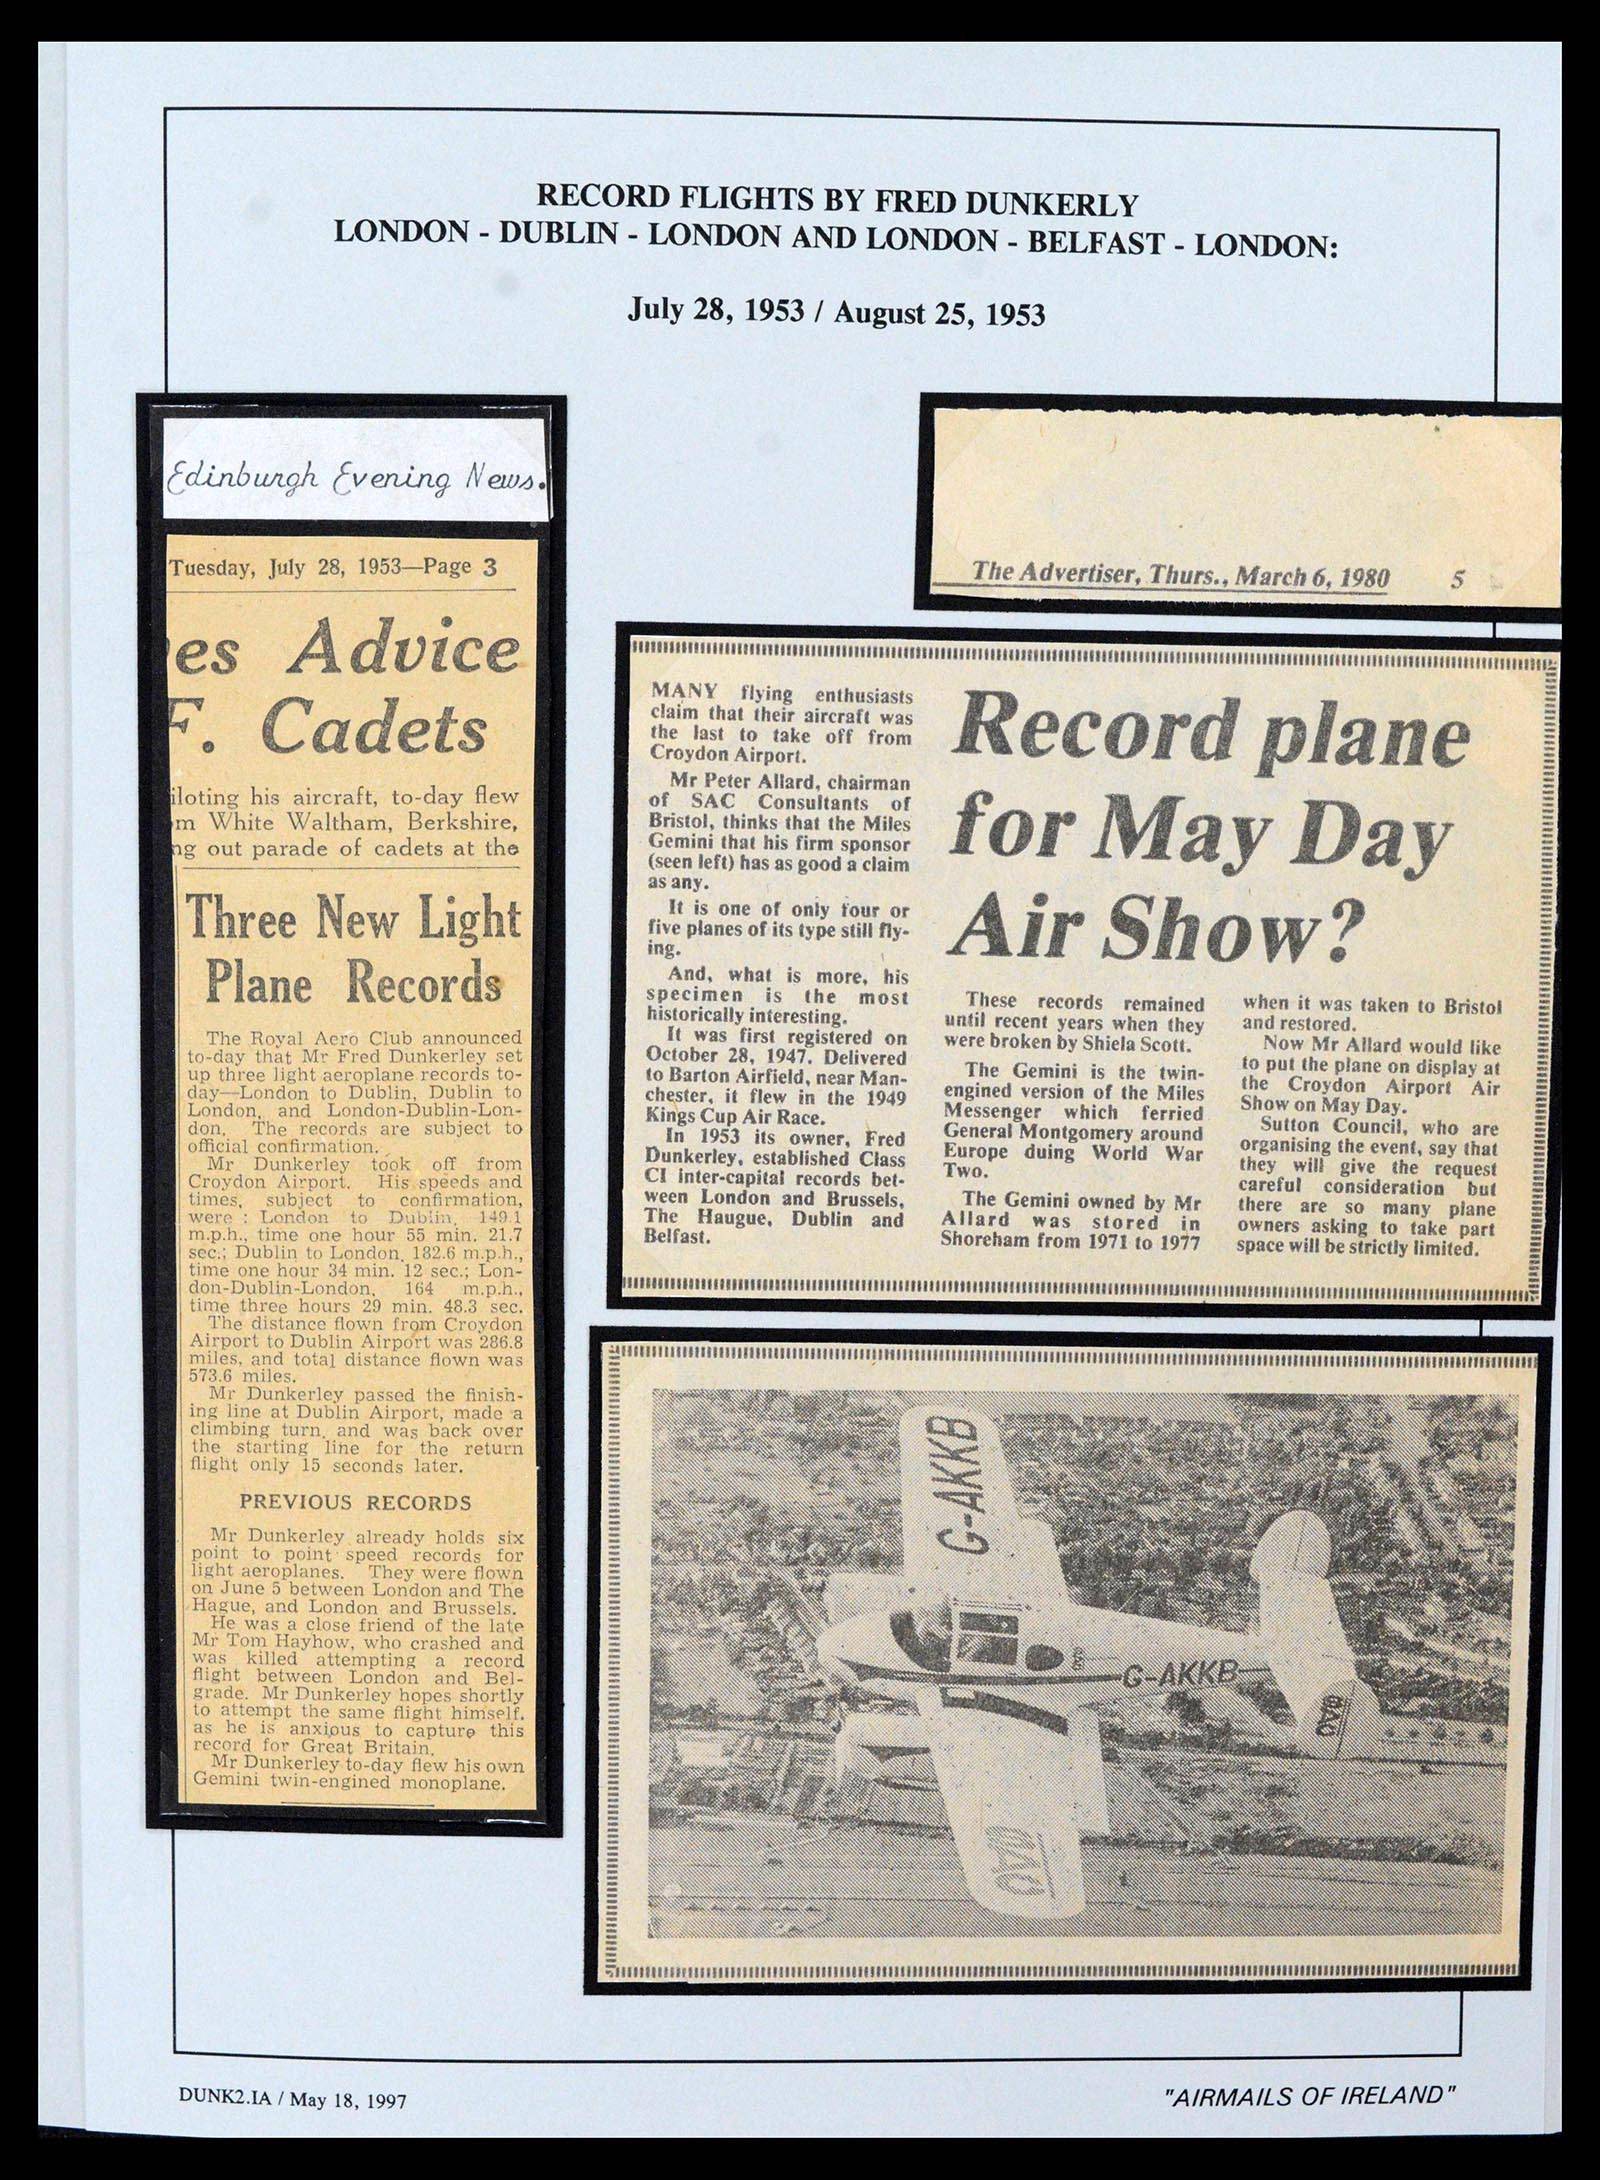 RECORD FLIGHTS BY FRED DUNKERLY
LONDON - DUBLIN - LONDON AND LONDON - BELFAST - LONDON:
July 28, 1953 / August 25, 1953
Edinburgh Evening News.
Tuesday, July 28, 1953—Page 3
es Advice
F. Cadets
iloting his aircraft, to-day flew
m White Waltham, Berkshire,
ng out parade of cadets at the
Three New Light
Plane Records
The Royal Aero Club announced
to-day that Mr Fred Dunkerley set
up three light aeroplane records to-
day—London to Dublin, Dublin to
London, and London-Dublin-Lon-
don. The records are subject to
official confirmation.
Mr Dunkerley took off from
Croydon Airport. His speeds and
times, subject to confirmation,
were : London to Dublin, 149.1
m.p.h., time one hour 55 min. 21.7
sec.; Dublin to London, 182.6 m.p.h.,
time one hour 34 min. 12 sec.; Lon-
don-Dublin-London, 164 m.p.h.,
time three hours 29 min. 48.3 sec.
The distance flown from Croydon
Airport to Dublin Airport was 286.8
miles, and total distance flown was
573.6 miles.
Mr Dunkerley passed the finish-
ing line at Dublin Airport, made a
climbing turn, and was back over
the starting line for the return
flight only 15 seconds later.
PREVIOUS RECORDS
Mr Dunkerley already holds six
point to point speed records for
light aeroplanes. They were flown
on June 5 between London and The
Hague, and London and Brussels.
He was a close friend of the late
Mr Tom Hayhow, who crashed and
was killed attempting a record
flight between London and Bel-
grade. Mr Dunkerley hopes shortly
to attempt the same flight himself,
as he is anxious to capture this
record for Great Britain.
Mr Dunkerley to-day flew his own
Gemini twin-engined monoplane.
The Advertiser, Thurs., March 6, 1980 5
Record plane
for May Day
Air Show?
MANY flying enthusiasts
claim that their aircraft was
the last to take off from
Croydon Airport.
Mr Peter Allard, chairman
of SAC Consultants of
Bristol, thinks that the Miles
Gemini that his firm sponsor
(seen left) has as good a claim
as any.
It is one of only four or
five planes of its type still fly-
ing.
And, what is more, his
specimen is the most
historically interesting.
It was first registered on
October 28, 1947. Delivered
to Barton Airfield, near Man-
chester, it flew in the 1949
Kings Cup Air Race.
In 1953 its owner, Fred
Dunkerley, established Class
CI inter-capital records bet-
ween London and Brussels,
The Haugue, Dublin and
Belfast.
These records remained
until recent years when they
were broken by Shiela Scott.
The Gemini is the twin-
engined version of the Miles
Messenger which ferried
General Montgomery around
Europe duing World War
Two.
The Gemini owned by Mr
Allard was stored in
Shoreham from 1971 to 1977
when it was taken to Bristol
and restored.
Now Mr Allard would like
to put the plane on display at
the Croydon Airport Air
Show on May Day.
Sutton Council, who are
organising the event, say that
they will give the request
careful consideration but
there are so many plane
owners asking to take part
space will be strictly limited.
G-AKKB
G-AKKB
DUNK2.IA / May 18, 1997
"AIRMAILS OF IRELAND"